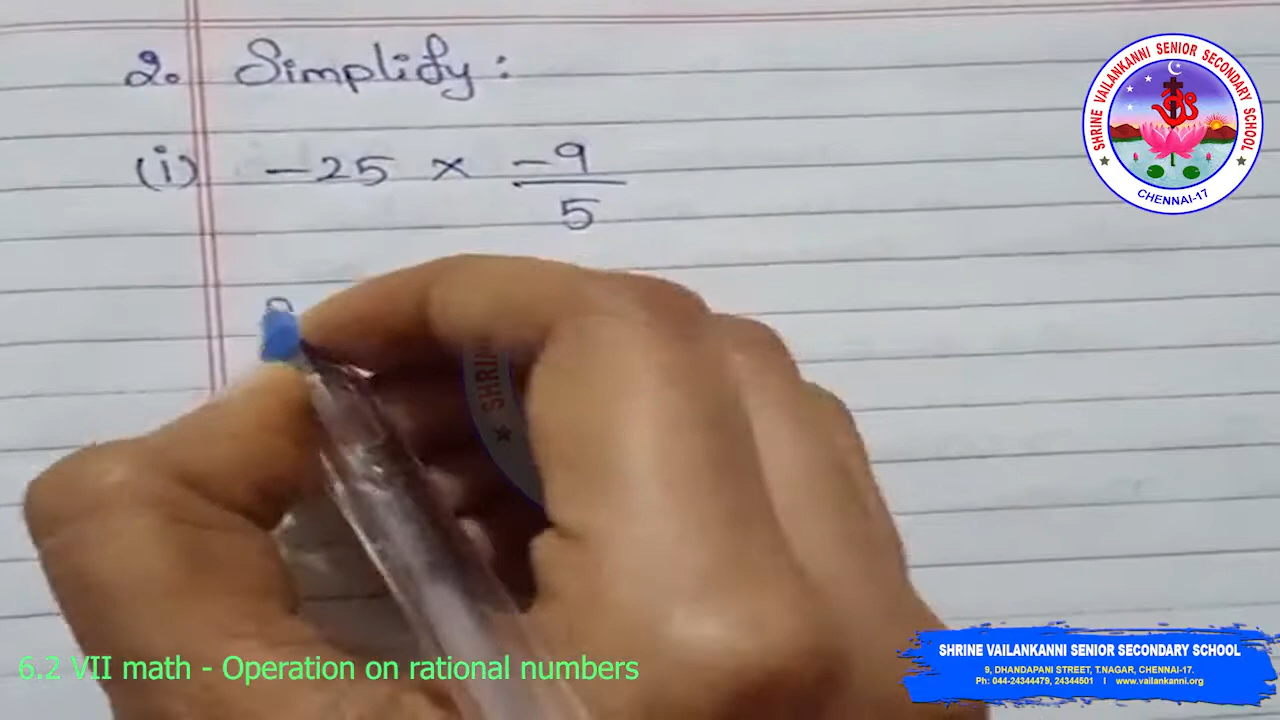 2. Simplify:
(i) -25 × -9/5
SHRINE VAILANKANNI SENIOR SECONDARY SCHOOL
CHENNAI-17
SHRIN
6.2 VII math - Operation on rational numbers
SHRINE VAILANKANNI SENIOR SECONDARY SCHOOL
9, DHANDAPANI STREET, T.NAGAR, CHENNAI-17.
Ph: 044-24344479, 24344501 I www.vailankanni.org